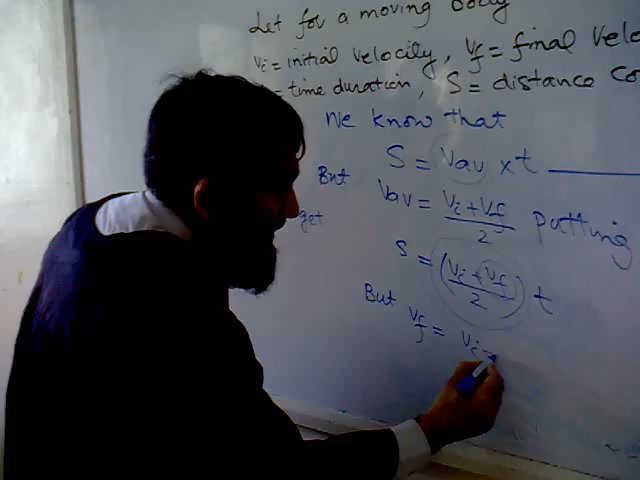 Let for a moving body
Vi = initial velocity, Vf = final Velo
= time duration, S = distance Co
We know that
S = Vav x t
But Vav = Vi + Vf / 2 putting
get
S = (Vi + Vf / 2) t
But Vf = Vi